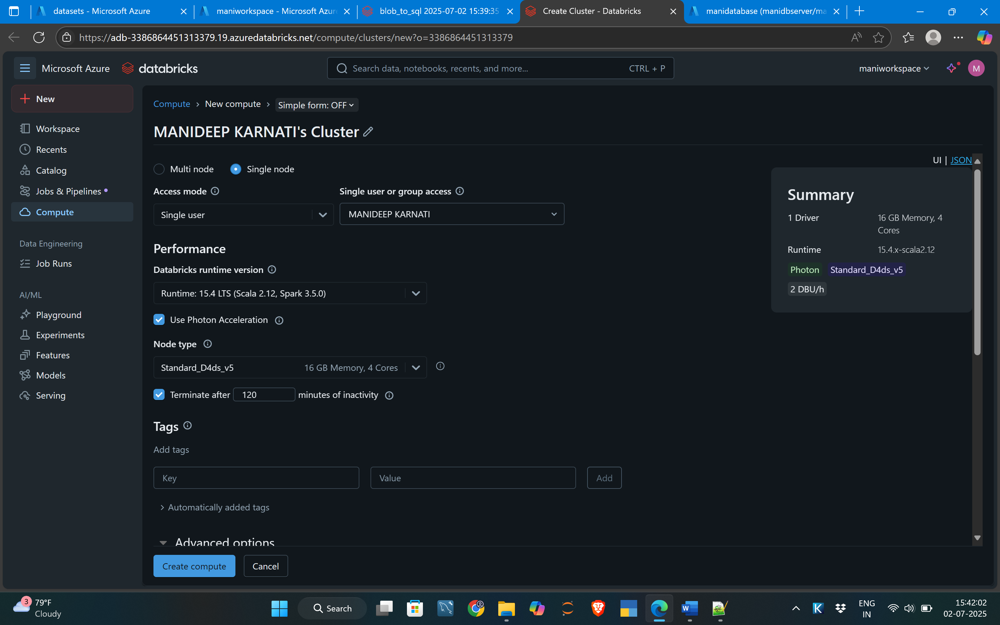 datasets - Microsoft Azure
maniworkspace - Microsoft Azure
blob_to_sql 2025-07-02 15:39:35
Create Cluster - Databricks
manidatabase (manidbserver/ma
https://adb-3386864451313379.19.azuredatabricks.net/compute/clusters/new?o=3386864451313379
Microsoft Azure
databricks
Search data, notebooks, recents, and more...
CTRL + P
maniworkspace
M
New
Workspace
Recents
Catalog
Jobs & Pipelines
Compute
Data Engineering
Job Runs
AI/ML
Playground
Experiments
Features
Models
Serving
Compute > New compute > Simple form: OFF
MANIDEEP KARNATI's Cluster
UI | JSON
Multi node
Single node
Access mode
Single user or group access
Single user
MANIDEEP KARNATI
Performance
Databricks runtime version
Runtime: 15.4 LTS (Scala 2.12, Spark 3.5.0)
Use Photon Acceleration
Node type
Standard_D4ds_v5 16 GB Memory, 4 Cores
Terminate after 120 minutes of inactivity
Tags
Add tags
Key
Value
Add
Automatically added tags
Advanced options
Create compute
Cancel
Summary
1 Driver
16 GB Memory, 4
Cores
Runtime
15.4.x-scala2.12
Photon
Standard_D4ds_v5
2 DBU/h
3
79°F
Cloudy
Search
W
K
ENG
IN
15:42:02
02-07-2025